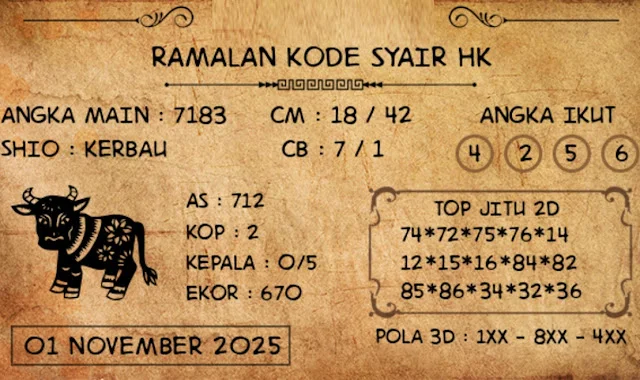 RAMALAN KODE SYAIR HK
ANGKA MAIN : 7183
SHIO : KERBAU
CM : 18 / 42
CB : 7 / 1
ANGKA IKUT
4 2 5 6
AS : 712
KOP : 2
KEPALA : 0/5
EKOR : 670
TOP JITU 2D
74*72*75*76*14
12*15*16*84*82
85*86*34*32*36
POLA 3D : 1XX - 8XX - 4XX
01 NOVEMBER 2025